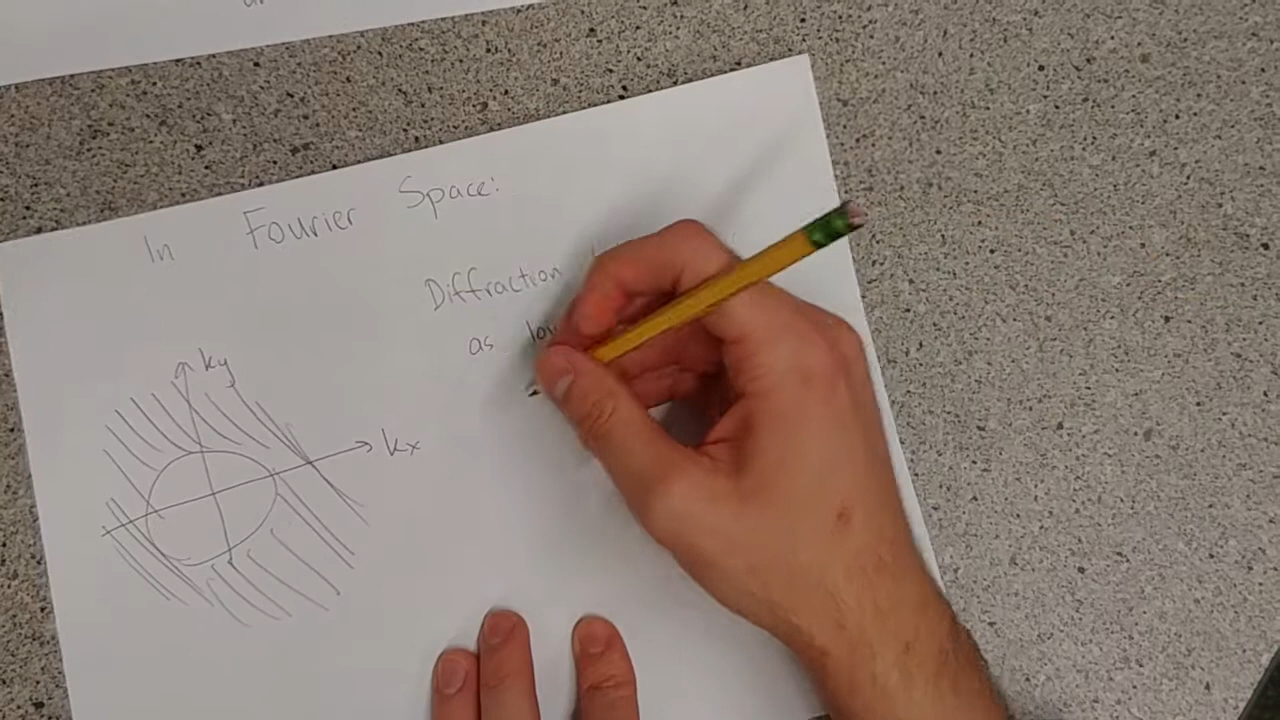 In Fourier Space:
Diffraction
as
ky
kx